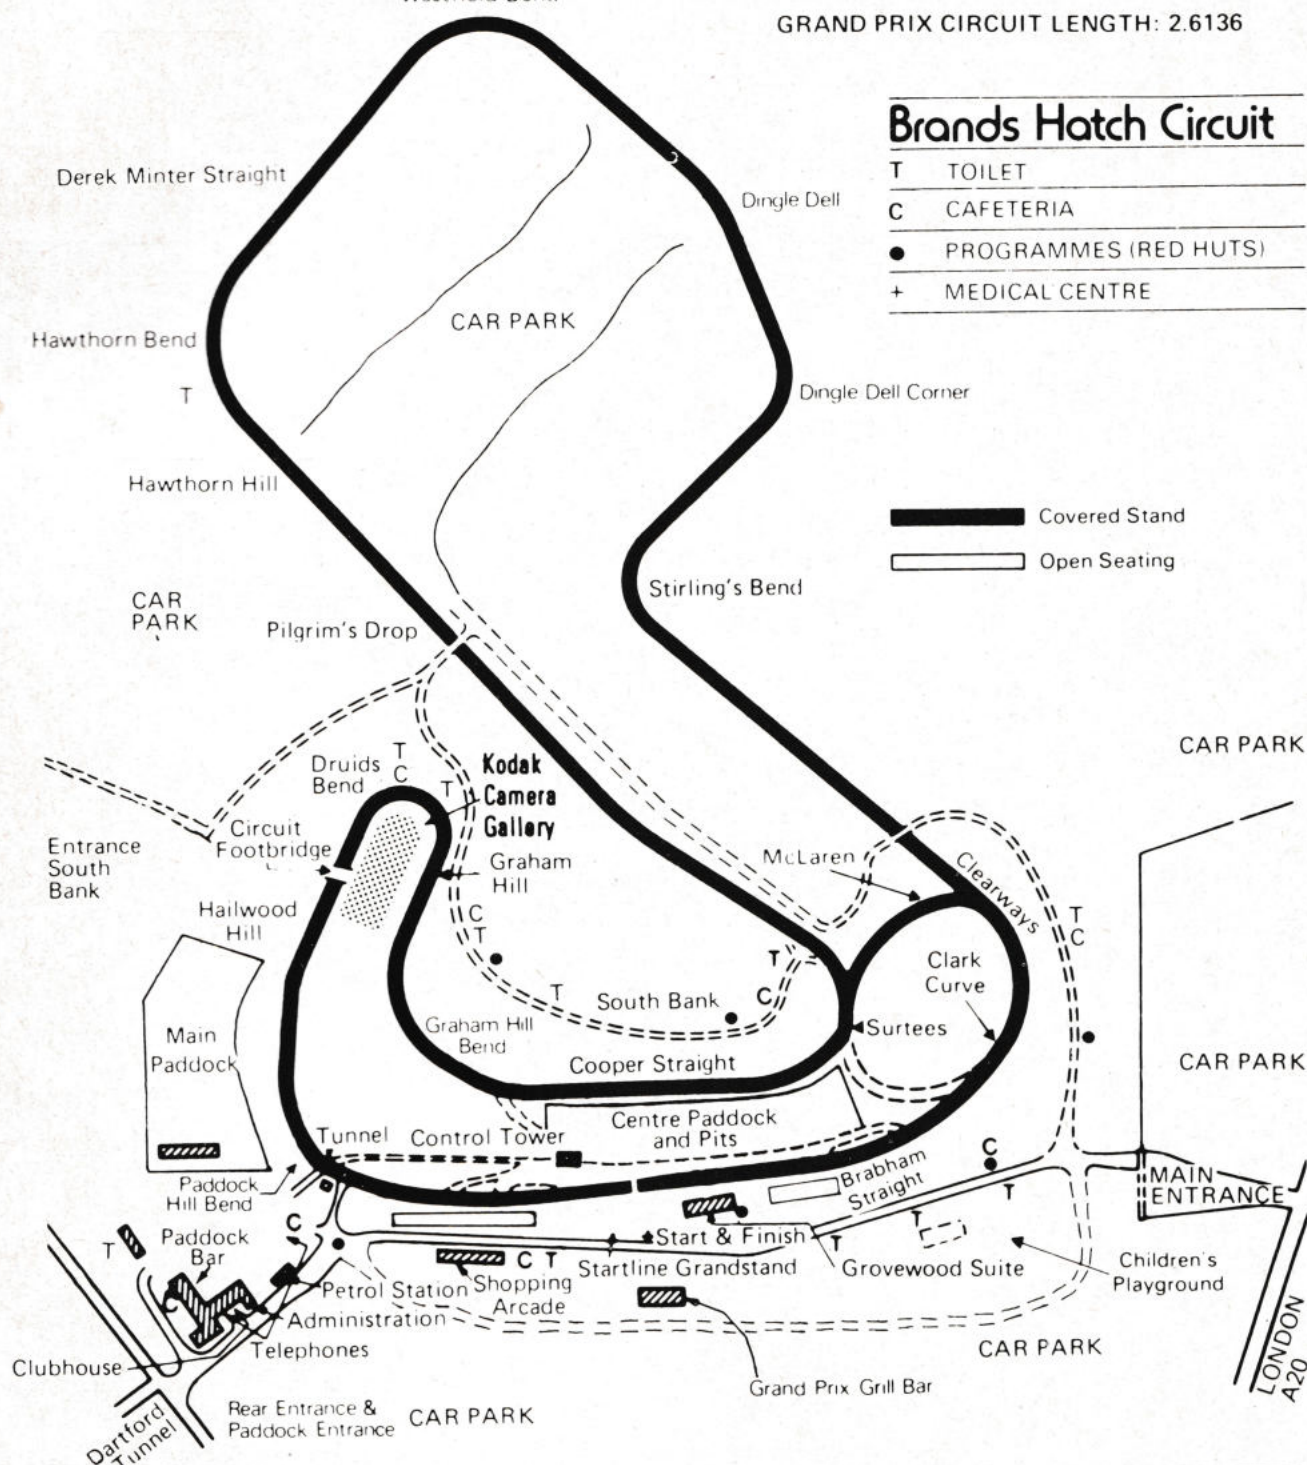 GRAND PRIX CIRCUIT LENGTH: 2.6136
Brands Hatch Circuit
T TOILET
C CAFETERIA
● PROGRAMMES (RED HUTS)
+ MEDICAL CENTRE
Derek Minter Straight
Dingle Dell
CAR PARK
Hawthorn Bend
T
Dingle Dell Corner
Hawthorn Hill
Covered Stand
Open Seating
Stirling's Bend
CAR
PARK
Pilgrim's Drop
CAR PARK
Druids
Bend
T
C
T
Kodak
Camera
Gallery
Circuit
Footbridge
Entrance
South
Bank
Graham
Hill
McLaren
Clearways
Hailwood
Hill
C
T
T
C
T
Clark
Curve
T
South Bank
C
Main
Paddock
Graham Hill
Bend
Surtees
Cooper Straight
CAR PARK
Centre Paddock
and Pits
Tunnel
Control Tower
C
Paddock
Hill Bend
Brabham
Straight
T
MAIN
ENTRANCE
C
T
Paddock
Bar
T
Start & Finish
T
C T
Startline Grandstand
Grovewood Suite
Children's
Playground
Petrol Station
Shopping
Arcade
Administration
Telephones
Clubhouse
CAR PARK
Grand Prix Grill Bar
LONDON
A20
Rear Entrance &
Paddock Entrance
CAR PARK
Dartford
Tunnel